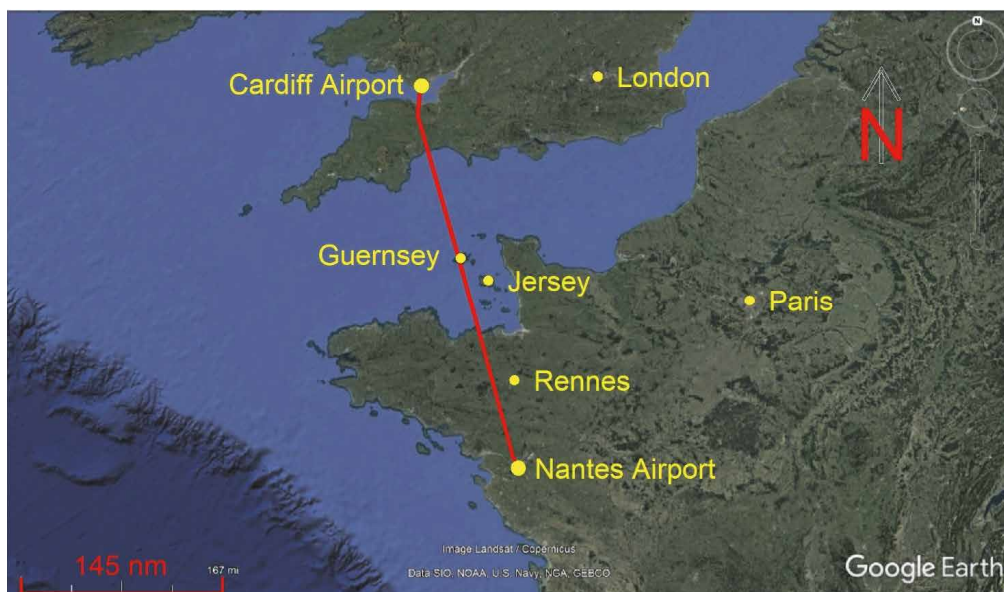 N
Cardiff Airport
London
N
Guernsey
Jersey
Paris
Rennes
Nantes Airport
Image Landsat / Copernicus
145 nm
167 mi
Data SIO, NOAA, U.S. Navy, NGA, GEBCO
Google Earth